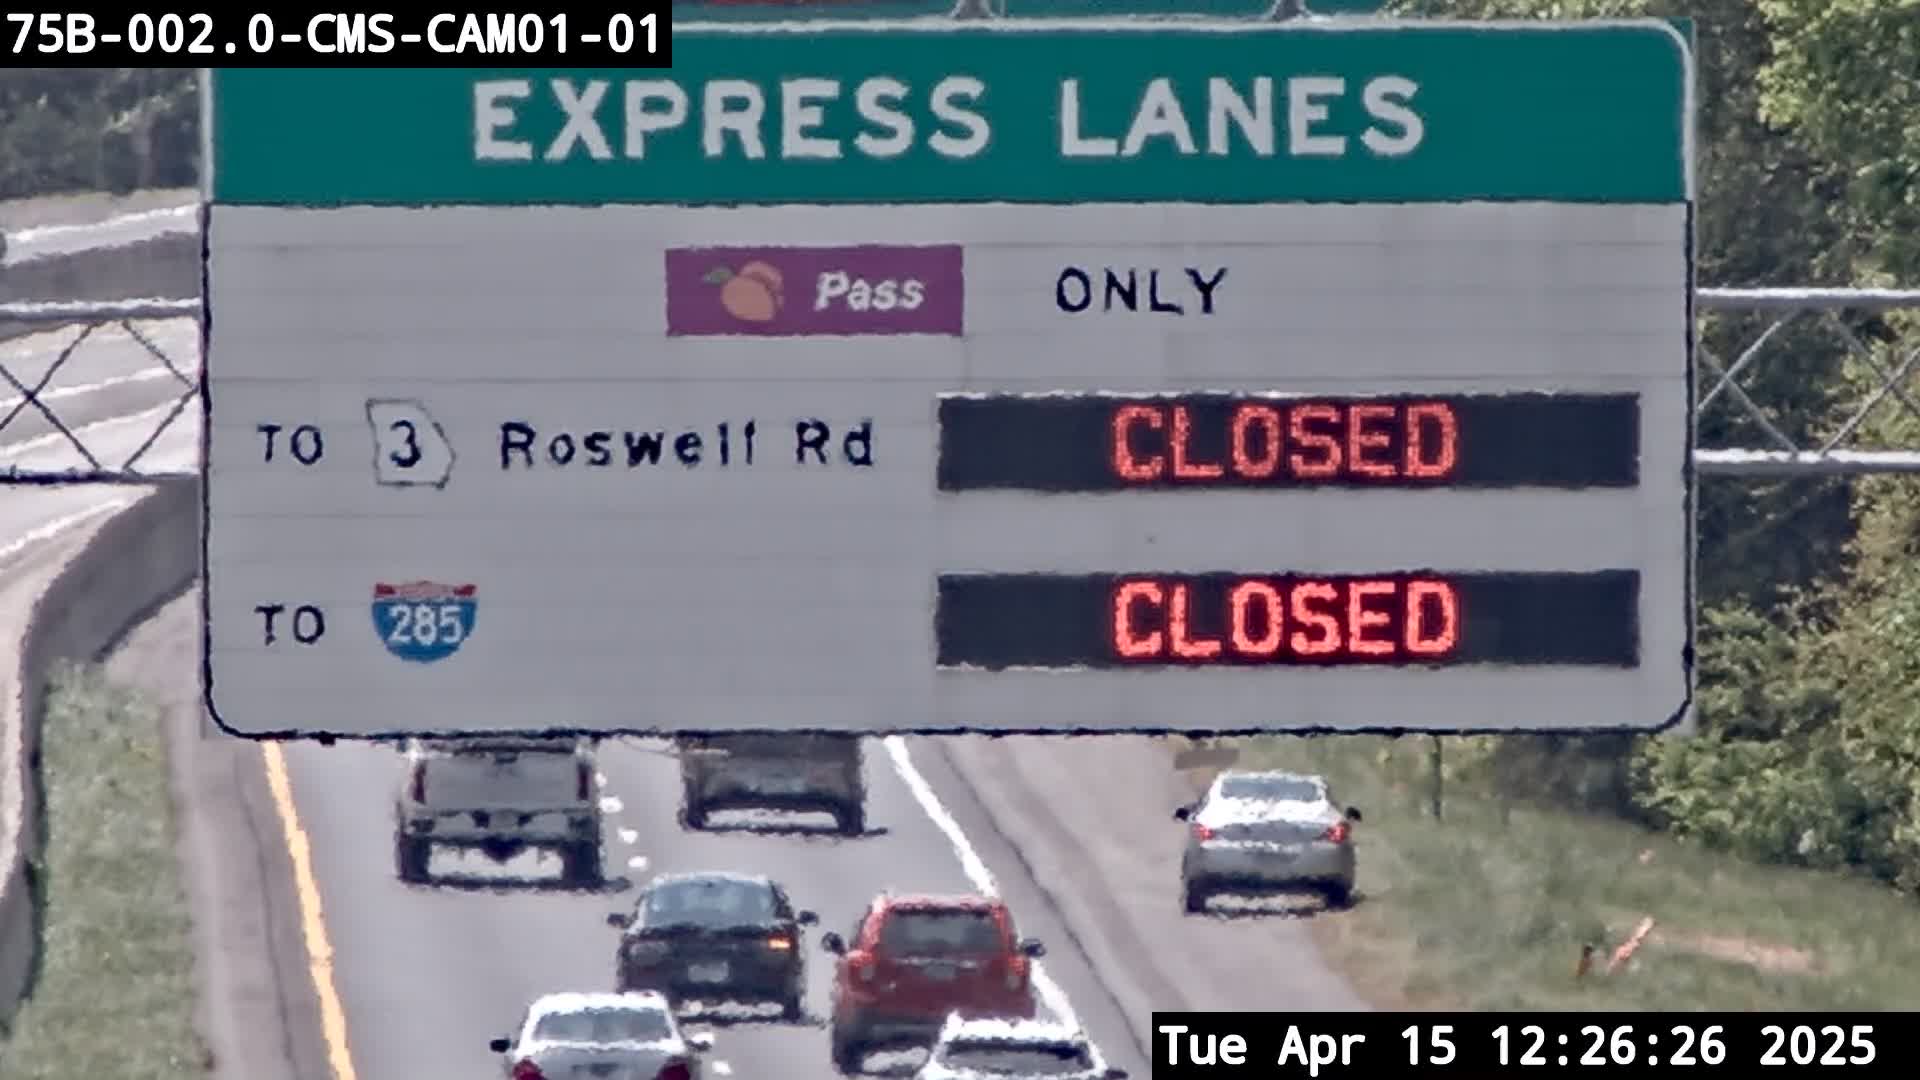 75B-002.0-CMS-CAM01-01
EXPRESS LANES
Pass ONLY
TO 3 Roswell Rd CLOSED
TO 285 CLOSED
Tue Apr 15 12:26:26 2025